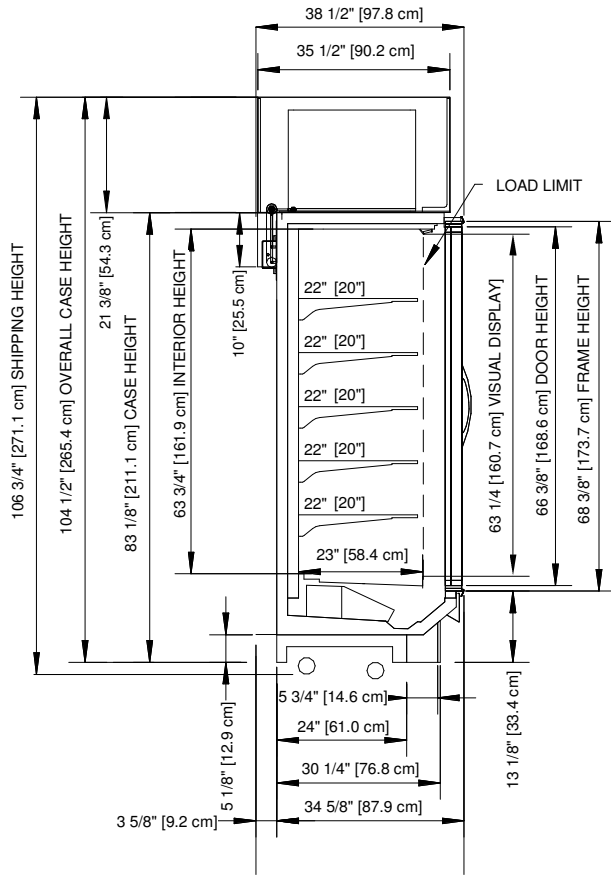 38 1/2" [97.8 cm]
35 1/2" [90.2 cm]
LOAD LIMIT
106 3/4" [271.1 cm] SHIPPING HEIGHT
104 1/2" [265.4 cm] OVERALL CASE HEIGHT
21 3/8" [54.3 cm]
83 1/8" [211.1 cm] CASE HEIGHT
63 3/4" [161.9 cm] INTERIOR HEIGHT
10" [25.5 cm]
22" [20"]
22" [20"]
22" [20"]
22" [20"]
22" [20"]
63 1/4 [160.7 cm] VISUAL DISPLAY]
66 3/8" [168.6 cm] DOOR HEIGHT
68 3/8" [173.7 cm] FRAME HEIGHT
23" [58.4 cm]
5 3/4" [14.6 cm]
24" [61.0 cm]
30 1/4" [76.8 cm]
34 5/8" [87.9 cm]
3 5/8" [9.2 cm]
5 1/8" [12.9 cm]
13 1/8" [33.4 cm]